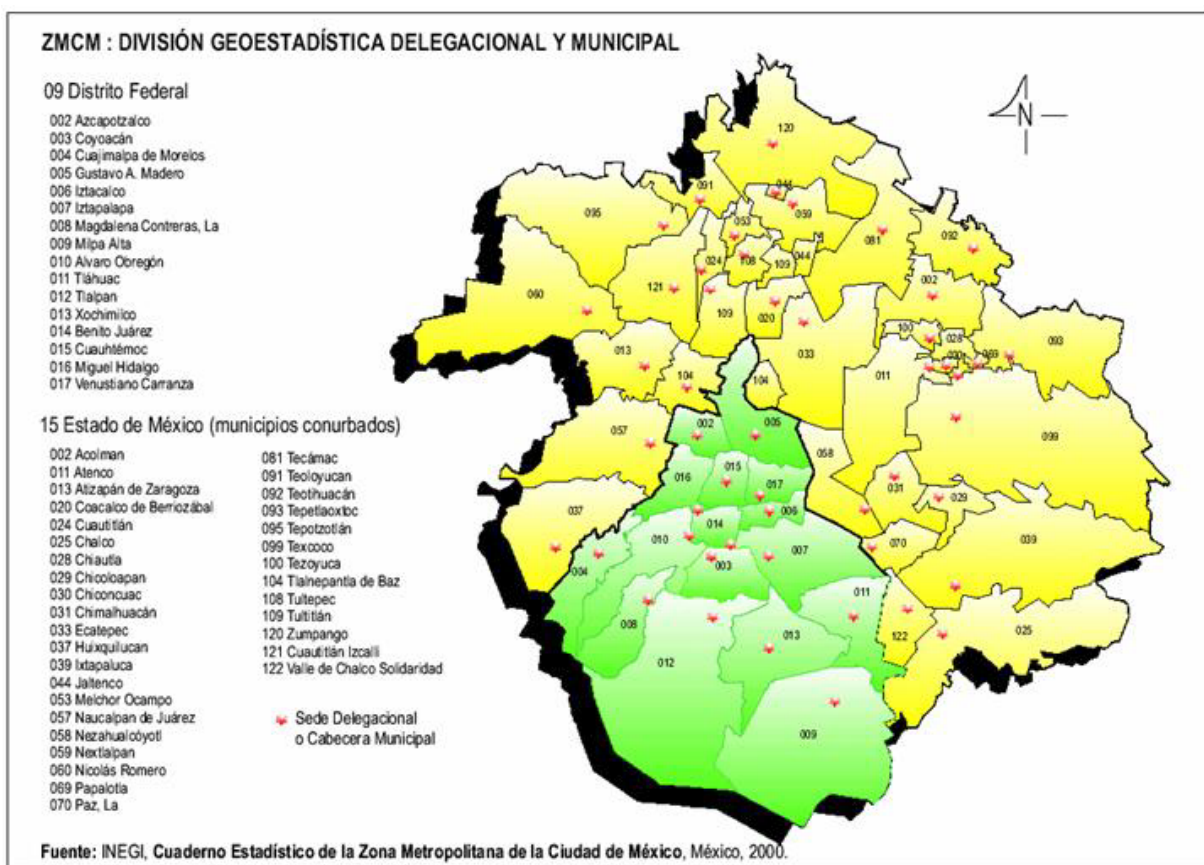 ZMCM : DIVISIÓN GEOESTADÍSTICA DELEGACIONAL Y MUNICIPAL
09 Distrito Federal
002 Azcapotzalco
003 Coyoacán
004 Cuajimalpa de Morelos
005 Gustavo A. Madero
006 Iztacalco
007 Iztapalapa
008 Magdalena Contreras, La
009 Milpa Alta
010 Alvaro Obregón
011 Tláhuac
012 Tlalpan
013 Xochimilco
014 Benito Juárez
015 Cuauhtémoc
016 Miguel Hidalgo
017 Venustiano Carranza
15 Estado de México (municipios conurbados)
002 Acolman
011 Atenco
013 Atizapán de Zaragoza
020 Coacalco de Berriozábal
024 Cuautitlán
025 Chalco
028 Chiautla
029 Chicoloapan
030 Chiconcuac
031 Chimalhuacán
033 Ecatepec
037 Huixquilucan
039 Ixtapaluca
044 Jaltenco
053 Melchor Ocampo
057 Naucalpan de Juárez
058 Nezahualcóyotl
059 Nextlalpan
060 Nicolás Romero
069 Papalotla
070 Paz, La
081 Tecámac
091 Teoloyucan
092 Teotihuacán
093 Tepetlaoxtoc
095 Tepotzotlán
099 Texcoco
100 Tezoyuca
104 Tlalnepantla de Baz
108 Tultepec
109 Tultitlán
120 Zumpango
121 Cuautitlán Izcalli
122 Valle de Chalco Solidaridad
Sede Delegacional
o Cabecera Municipal
N
120
091
044
095
059
053
081
092
024
108
109
044
121
002
060
109
020
100
028
093
033
013
030
069
104
104
011
099
057
002
005
058
016
015
017
031
029
037
006
010
014
070
039
004
003
007
011
008
013
122
025
012
009
Fuente: INEGI, Cuaderno Estadístico de la Zona Metropolitana de la Ciudad de México, México, 2000.